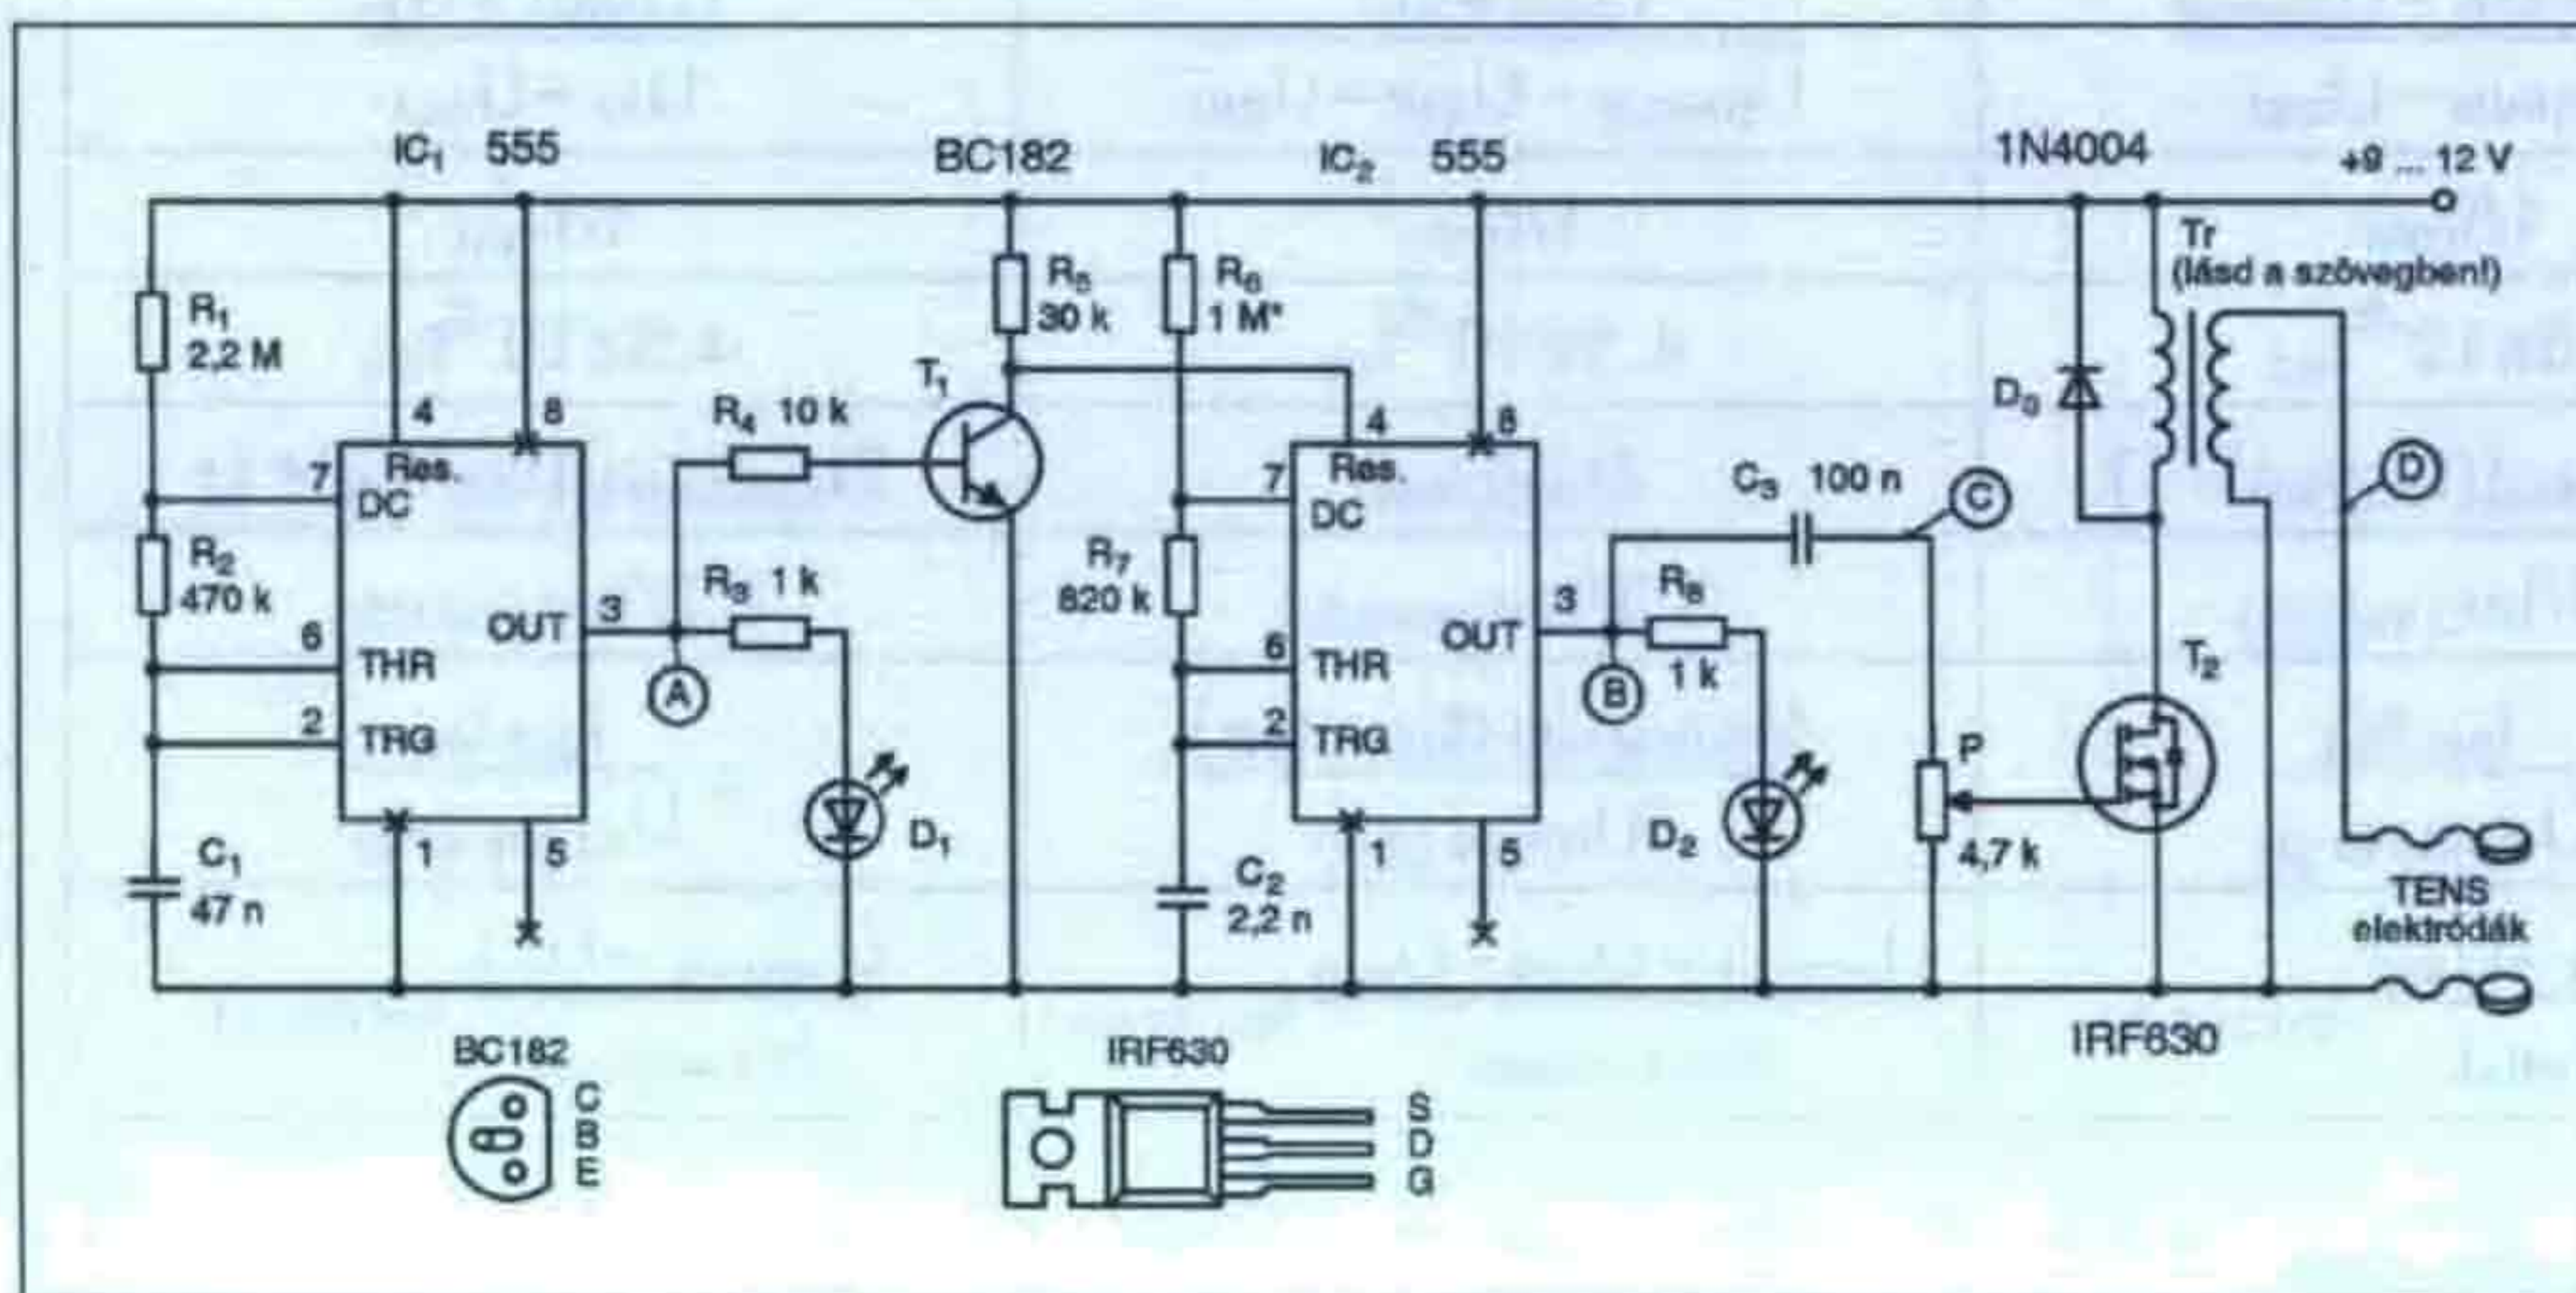 IC₁ 555
BC182
IC₂ 555
1N4004
+9 ... 12 V
Tr
(lásd a szövegben!)
R₁
2,2 M
R₅
30 k
R₆
1 M*
T₁
D₃
4
8
R₄ 10 k
4
8
Res.
7
DC
Res.
7
DC
C₃ 100 n
C
D
R₂
470 k
R₃ 1 k
R₇
820 k
R₈
1 k
6
THR
OUT
3
6
THR
OUT
3
T₂
A
B
2
TRG
2
TRG
P
4,7 k
D₁
D₂
C₁
47 n
1
5
C₂
2,2 n
1
5
TENS
elektródák
BC182
C
B
E
IRF630
S
D
G
IRF630